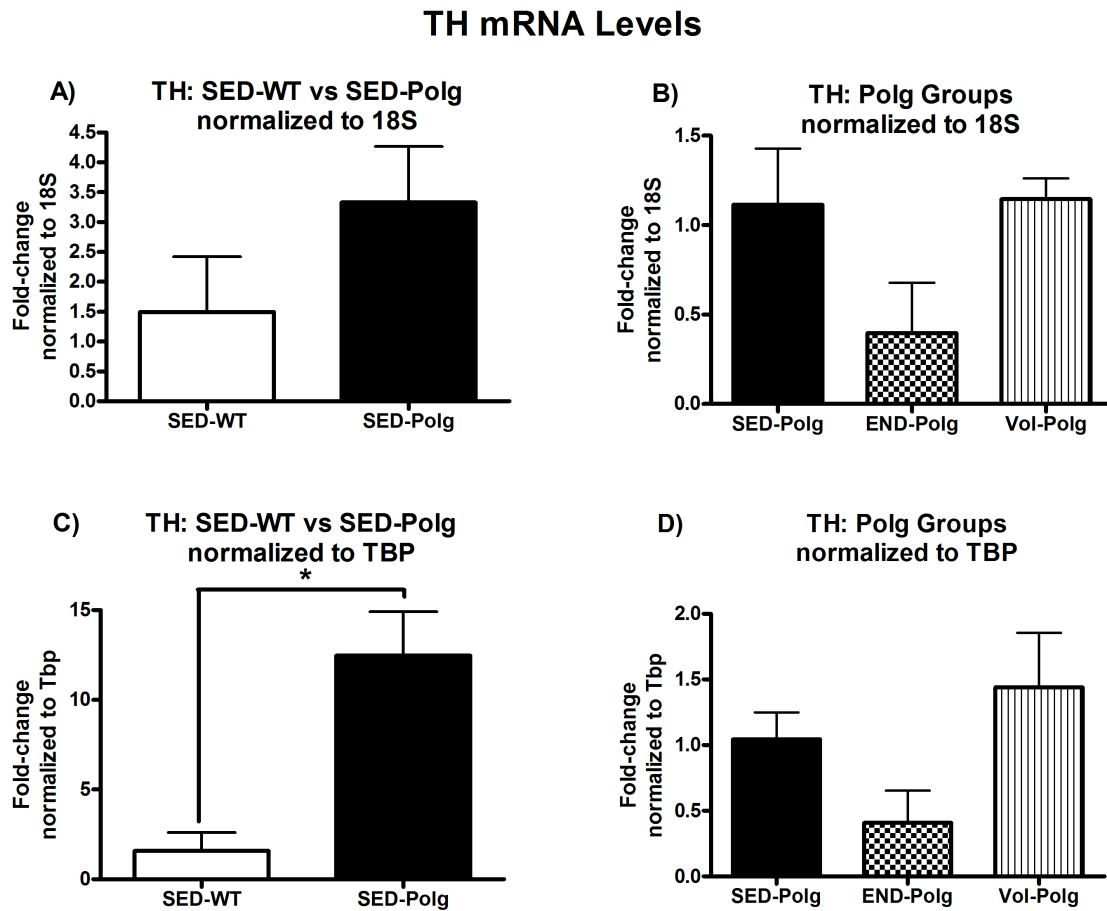 TH mRNA Levels
A)
TH: SED-WT vs SED-Polg
normalized to 18S
Fold-change
normalized to 18S
4.5
4.0
3.5
3.0
2.5
2.0
1.5
1.0
0.5
0.0
SED-WT
SED-Polg
B)
TH: Polg Groups
normalized to 18S
Fold-change
normalized to 18S
1.5
1.0
0.5
0.0
SED-Polg
END-Polg
Vol-Polg
C)
TH: SED-WT vs SED-Polg
normalized to TBP
*
Fold-change
normalized to Tbp
15
10
5
0
SED-WT
SED-Polg
D)
TH: Polg Groups
normalized to TBP
Fold-change
normalized to Tbp
2.0
1.5
1.0
0.5
0.0
SED-Polg
END-Polg
Vol-Polg